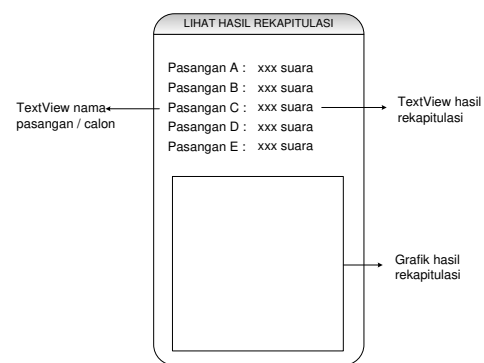 LIHAT HASIL REKAPITULASI
Pasangan A : xxx suara
Pasangan B : xxx suara
Pasangan C : xxx suara
Pasangan D : xxx suara
Pasangan E : xxx suara
TextView nama
pasangan / calon
TextView hasil
rekapitulasi
Grafik hasil
rekapitulasi